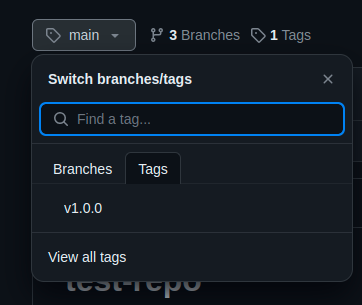 main
3 Branches
1 Tags
Switch branches/tags
Find a tag...
Branches
Tags
v1.0.0
View all tags
test-repo